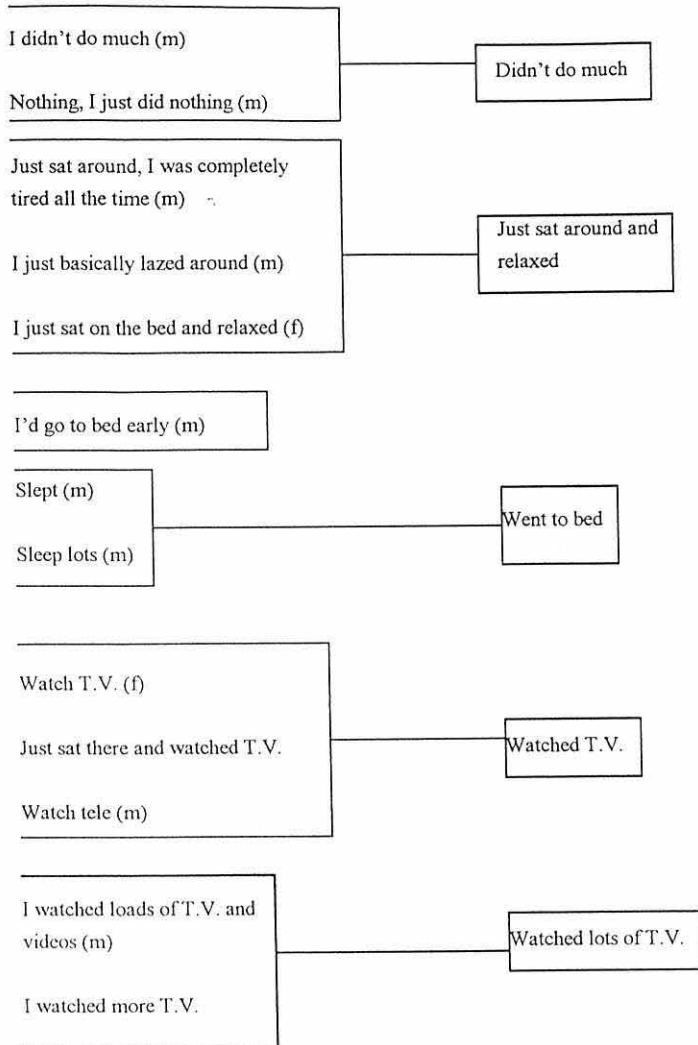 I didn't do much (m)
Nothing, I just did nothing (m)
Didn't do much
Just sat around, I was completely
tired all the time (m)
I just basically lazed around (m)
I just sat on the bed and relaxed (f)
Just sat around and
relaxed
I'd go to bed early (m)
Slept (m)
Sleep lots (m)
Went to bed
Watch T.V. (f)
Just sat there and watched T.V.
Watch tele (m)
Watched T.V.
I watched loads of T.V. and
videos (m)
I watched more T.V.
Watched lots of T.V.